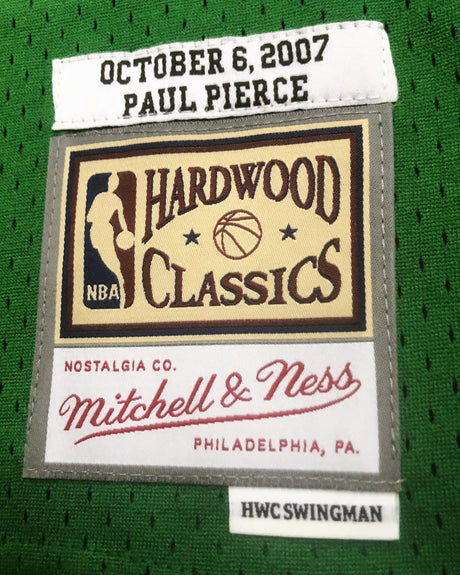 OCTOBER 6, 2007
PAUL PIERCE
HARDWOOD
CLASSICS
NBA
NOSTALGIA CO.
Mitchell & Ness
PHILADELPHIA, PA.
HWC SWINGMAN